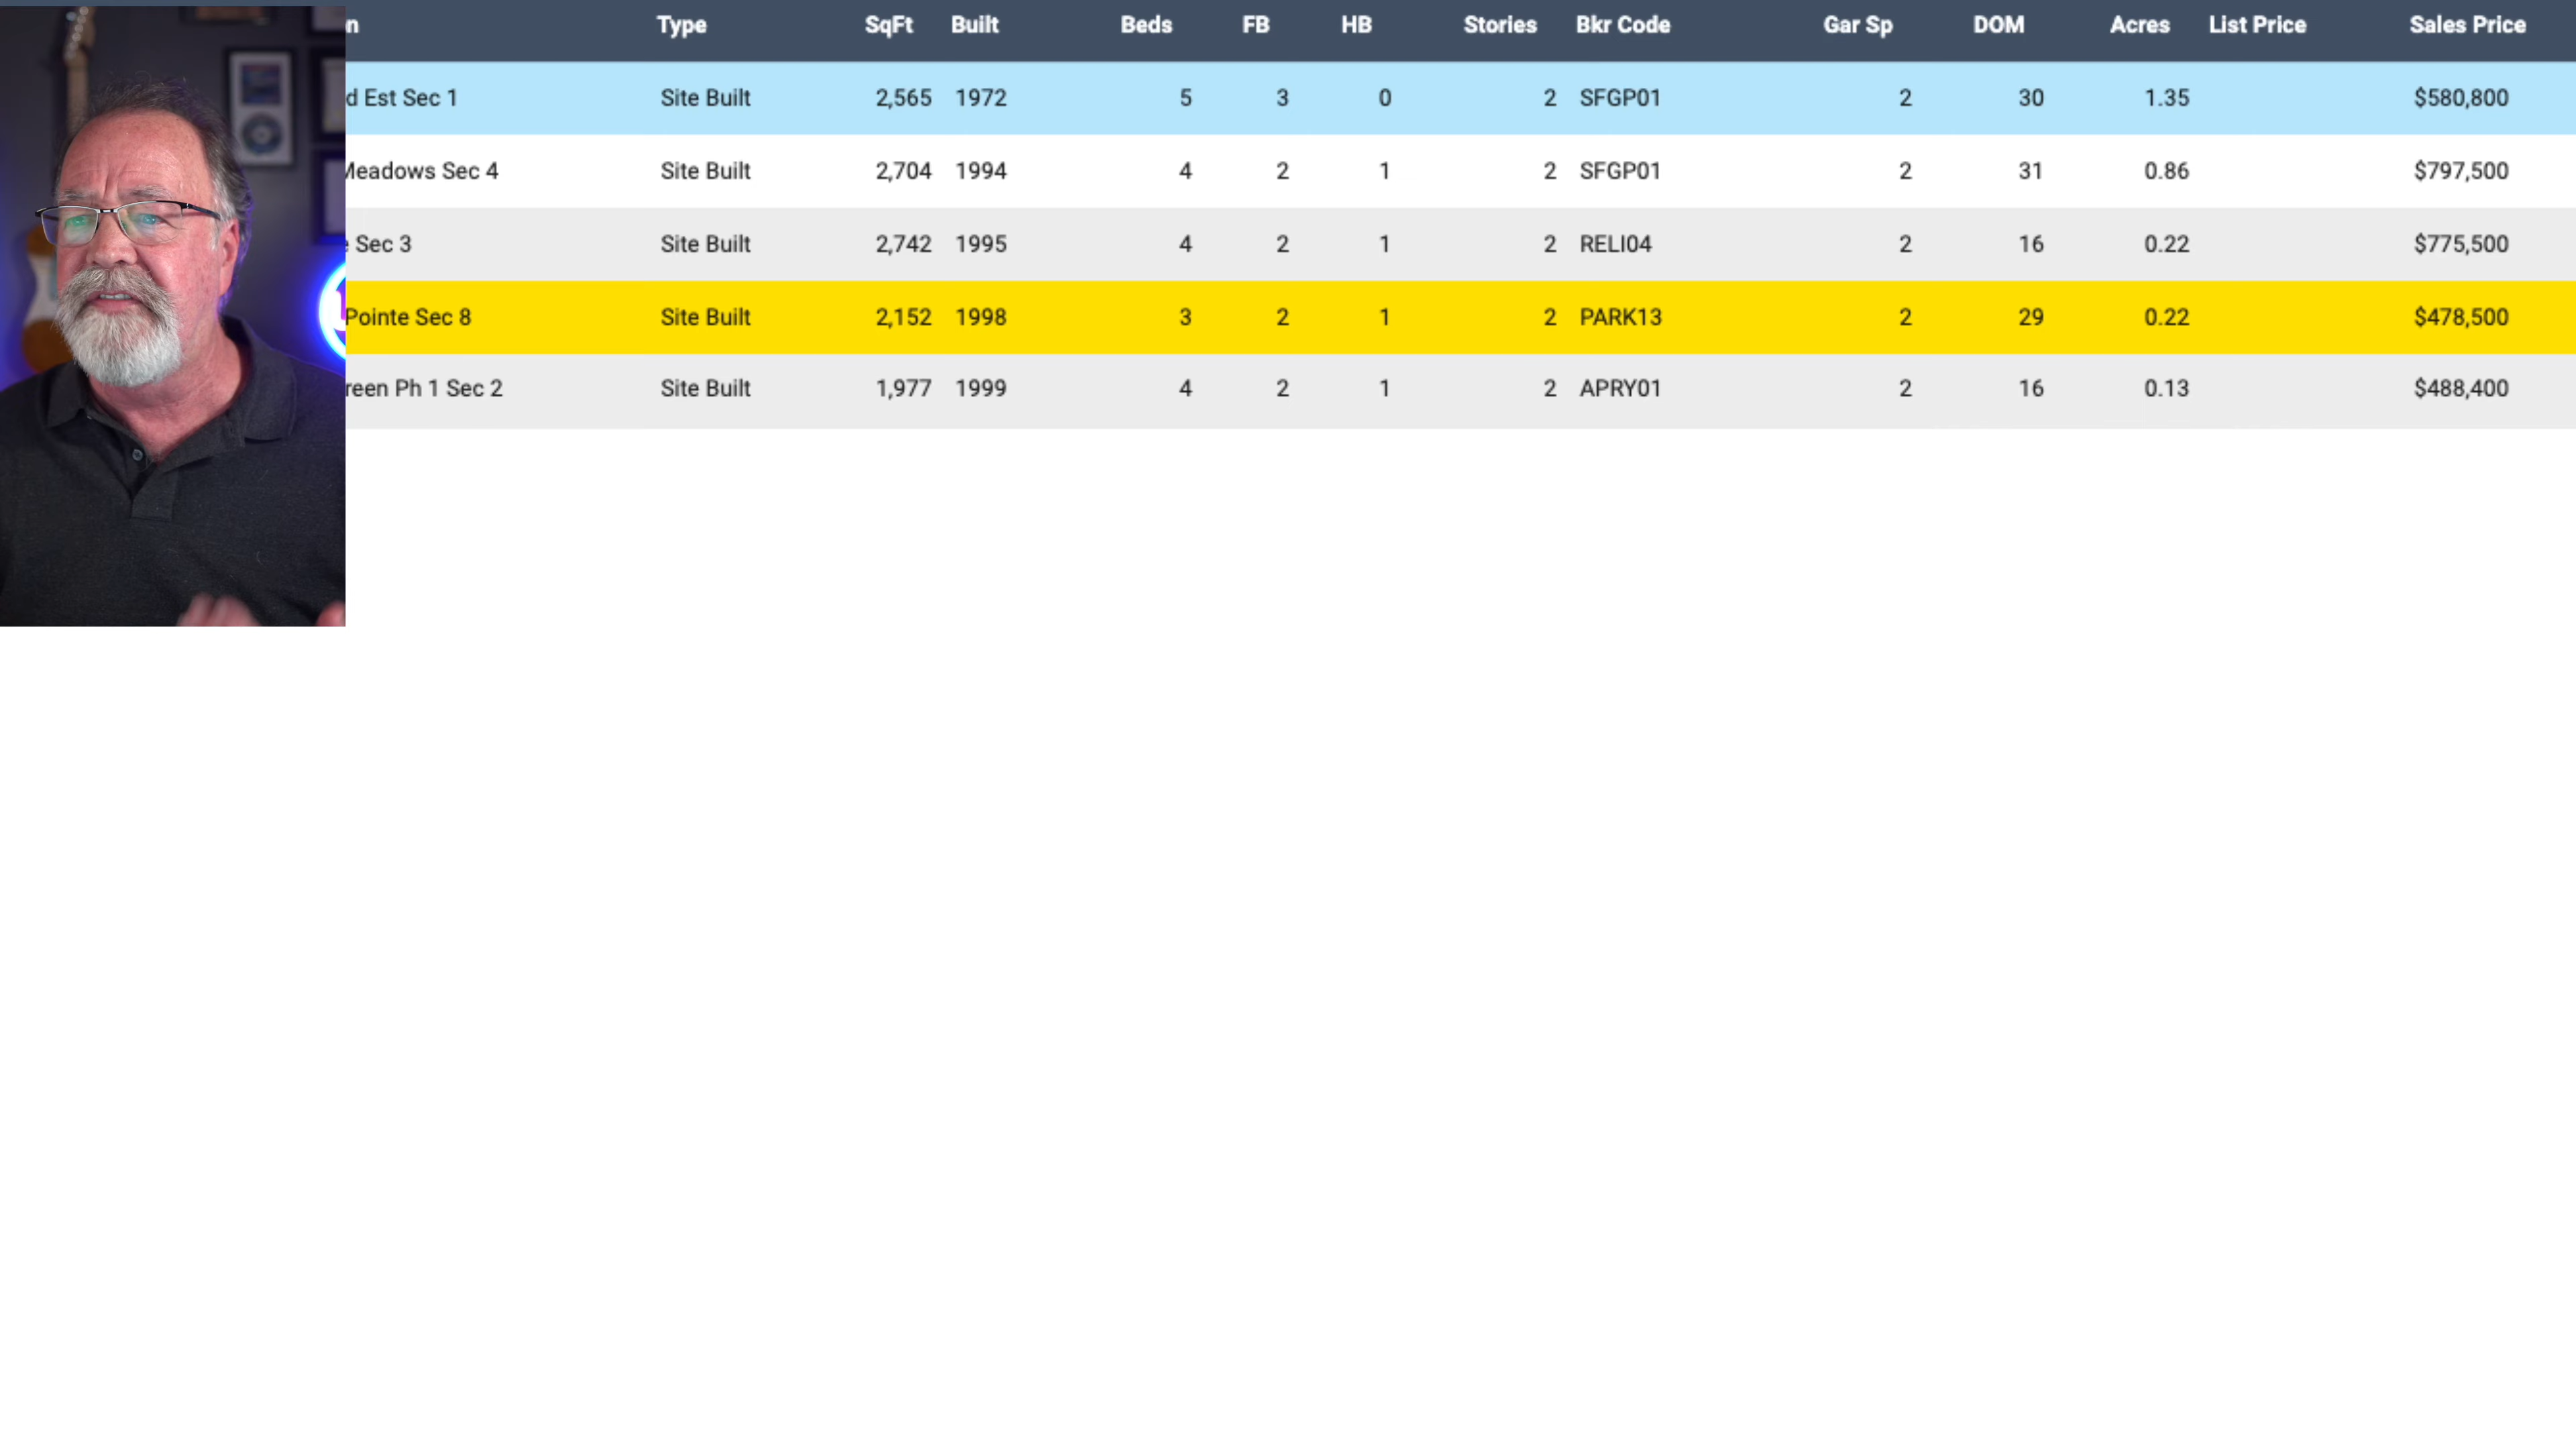 Type SqFt Built Beds FB HB Stories Bkr Code Gar Sp DOM Acres List Price Sales Price
d Est Sec 1 Site Built 2,565 1972 5 3 0 2 SFGP01 2 30 1.35 $580,800
Meadows Sec 4 Site Built 2,704 1994 4 2 1 2 SFGP01 2 31 0.86 $797,500
e Sec 3 Site Built 2,742 1995 4 2 1 2 RELI04 2 16 0.22 $775,500
Pointe Sec 8 Site Built 2,152 1998 3 2 1 2 PARK13 2 29 0.22 $478,500
reen Ph 1 Sec 2 Site Built 1,977 1999 4 2 1 2 APRY01 2 16 0.13 $488,400